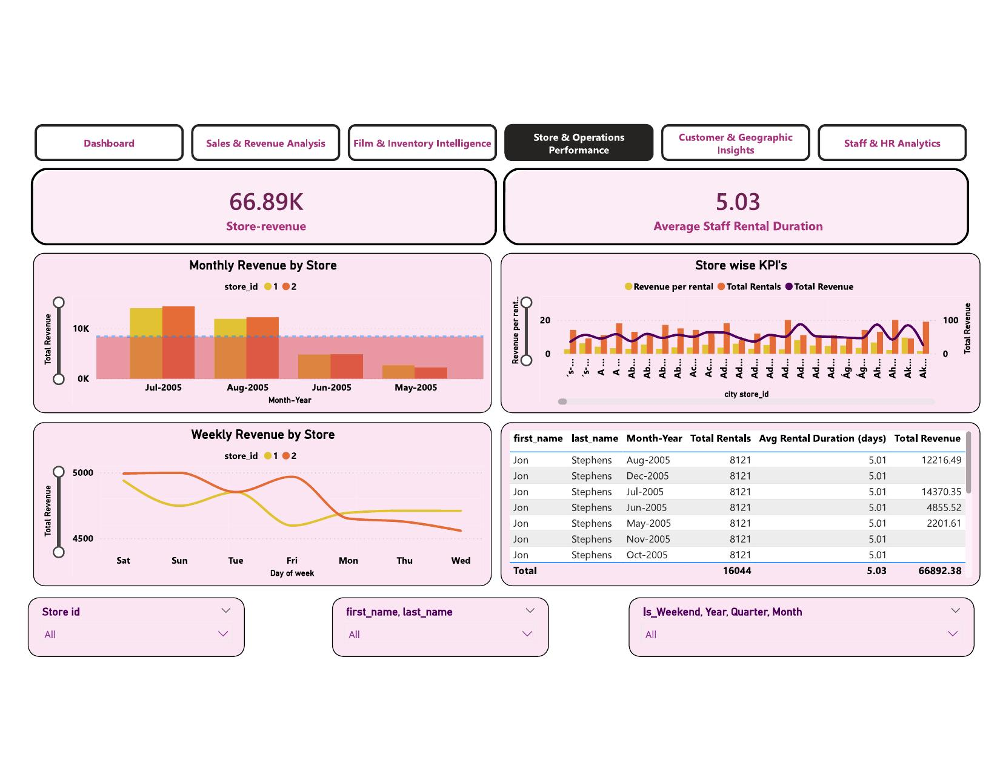 Dashboard
Sales & Revenue Analysis
Film & Inventory Intelligence
Store & Operations
Performance
Customer & Geographic
Insights
Staff & HR Analytics
66.89K
Store-revenue
5.03
Average Staff Rental Duration
Monthly Revenue by Store
store_id 1 2
Total Revenue
10K
0K
Jul-2005 Aug-2005 Jun-2005 May-2005
Month-Year
Store wise KPI's
Revenue per rental Total Rentals Total Revenue
Revenue per rent...
20
0
100
0
Total Revenue
's-... 's-... A ... A ... Ab... Ab... Ab... Ab... Ac... Ac... Ad... Ad... Ad... Ad... Ad... Ad... Ad... Ad... Ág... Ág... Ah... Ah... Ak... Ak...
city store_id
Weekly Revenue by Store
store_id 1 2
Total Revenue
5000
4500
Sat Sun Tue Fri Mon Thu Wed
Day of week
first_name last_name Month-Year Total Rentals Avg Rental Duration (days) Total Revenue
Jon Stephens Aug-2005 8121 5.01 12216.49
Jon Stephens Dec-2005 8121 5.01
Jon Stephens Jul-2005 8121 5.01 14370.35
Jon Stephens Jun-2005 8121 5.01 4855.52
Jon Stephens May-2005 8121 5.01 2201.61
Jon Stephens Nov-2005 8121 5.01
Jon Stephens Oct-2005 8121 5.01
Total 16044 5.03 66892.38
Store id
All
first_name, last_name
All
Is_Weekend, Year, Quarter, Month
All